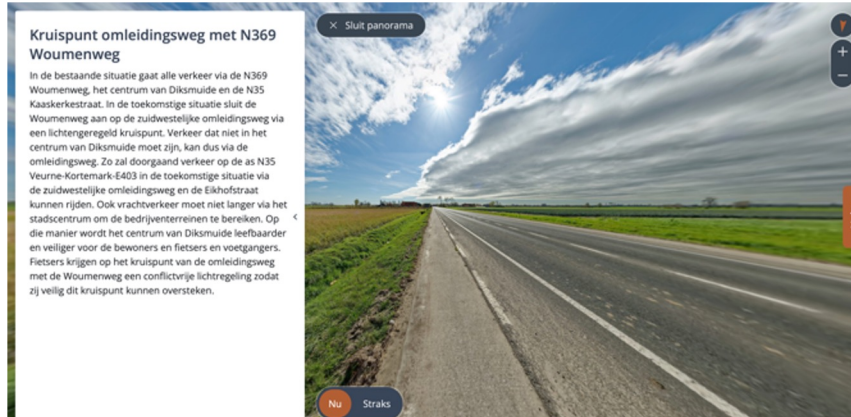 Kruispunt omleidingsweg met N369
Woumenweg
In de bestaande situatie gaat alle verkeer via de N369
Woumenweg, het centrum van Diksmuide en de N35
Kaaskerkestraat. In de toekomstige situatie sluit de
Woumenweg aan op de zuidwestelijke omleidingsweg via
een lichtengeregeld kruispunt. Verkeer dat niet in het
centrum van Diksmuide moet zijn, kan dus via de
omleidingsweg. Zo zal doorgaand verkeer op de as N35
Veurne-Kortemark-E403 in de toekomstige situatie via
de zuidwestelijke omleidingsweg en de Eikhofstraat
kunnen rijden. Ook vrachtverkeer moet niet langer via het
stadscentrum om de bedrijventerreinen te bereiken. Op
die manier wordt het centrum van Diksmuide leefbaarder
en veiliger voor de bewoners en fietsers en voetgangers.
Fietsers krijgen op het kruispunt van de omleidingsweg
met de Woumenweg een conflictvrije lichtregeling zodat
zij veilig dit kruispunt kunnen oversteken.
Sluit panorama
Nu Straks